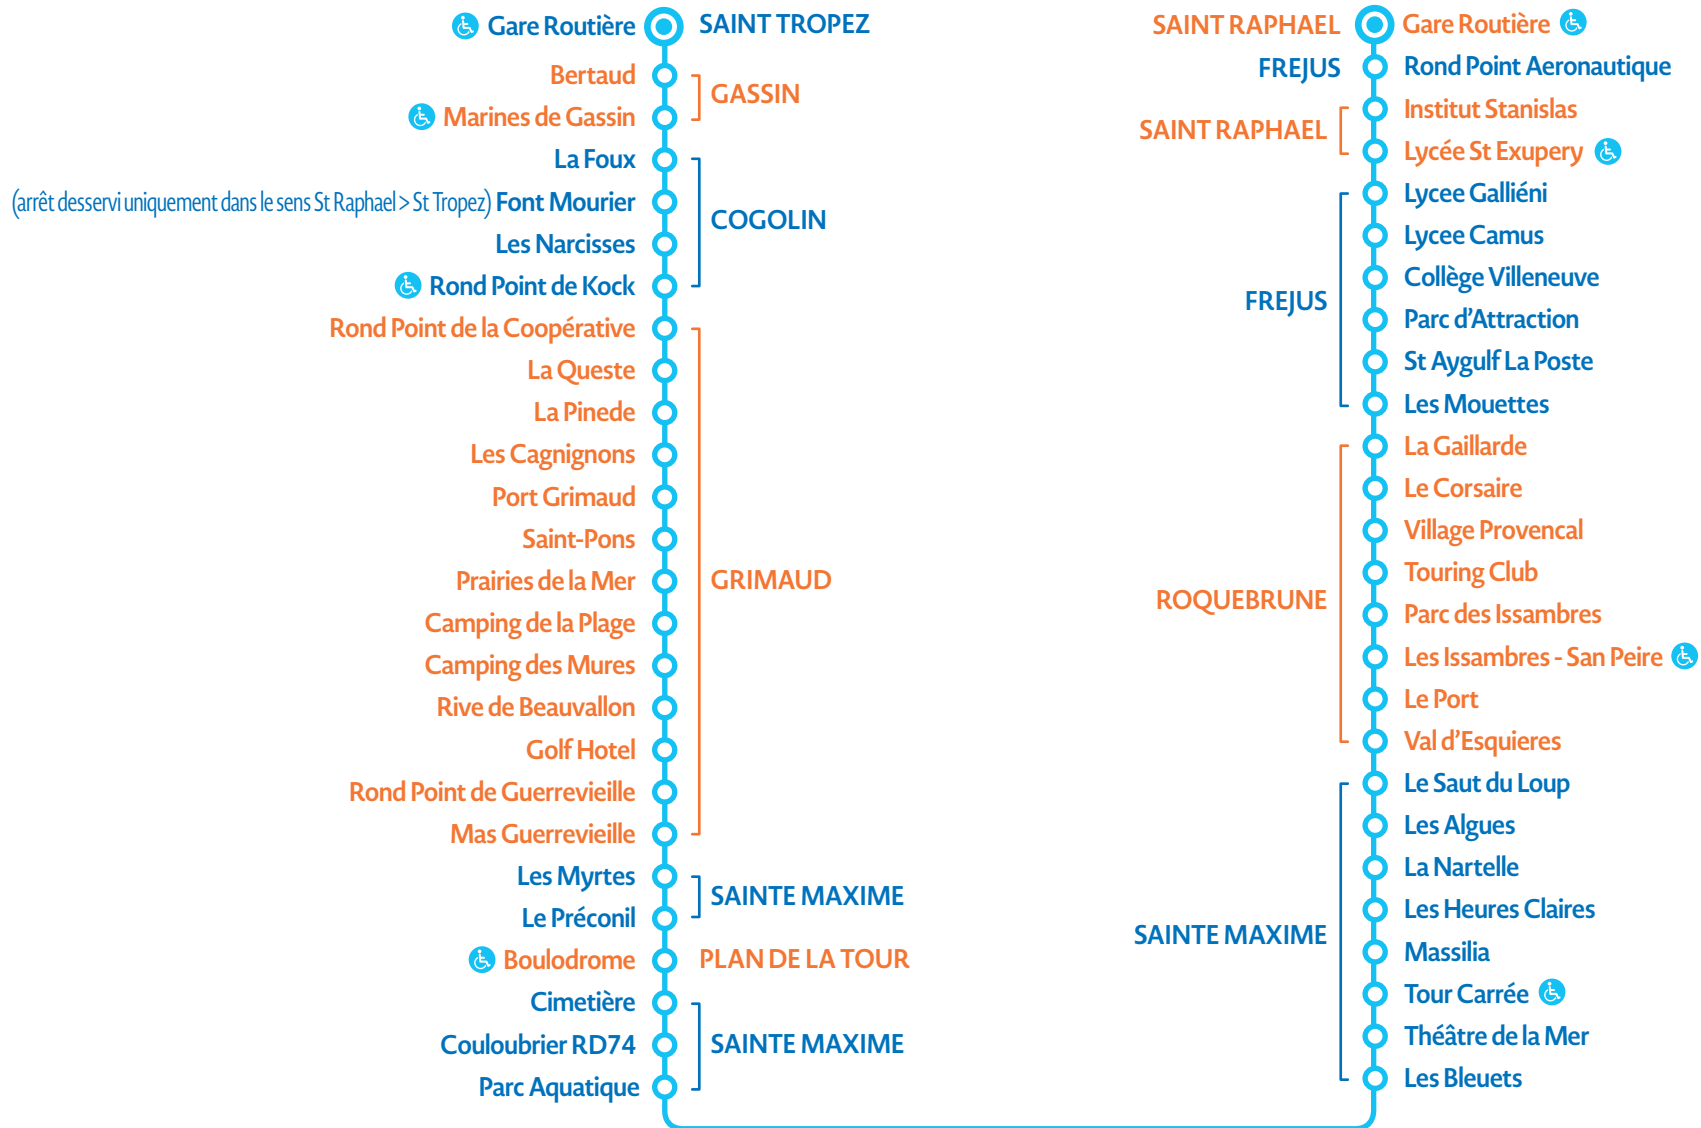 Gare Routière SAINT TROPEZ
Bertaud
GASSIN
Marines de Gassin
La Foux
(arrêt desservi uniquement dans le sens St Raphael > St Tropez) Font Mourier
COGOLIN
Les Narcisses
Rond Point de Kock
Rond Point de la Coopérative
La Queste
La Pinede
Les Cagnignons
Port Grimaud
Saint-Pons
Prairies de la Mer
GRIMAUD
Camping de la Plage
Camping des Mures
Rive de Beauvallon
Golf Hotel
Rond Point de Guerrevieille
Mas Guerrevieille
Les Myrtes
SAINTE MAXIME
Le Préconil
Boulodrome PLAN DE LA TOUR
Cimetière
Couloubrier RD74 SAINTE MAXIME
Parc Aquatique
SAINT RAPHAEL Gare Routière
FREJUS Rond Point Aeronautique
Institut Stanislas
SAINT RAPHAEL
Lycée St Exupery
Lycee Galliéni
Lycee Camus
Collège Villeneuve
FREJUS
Parc d'Attraction
St Aygulf La Poste
Les Mouettes
La Gaillarde
Le Corsaire
Village Provencal
Touring Club
ROQUEBRUNE
Parc des Issambres
Les Issambres - San Peire
Le Port
Val d'Esquieres
Le Saut du Loup
Les Algues
La Nartelle
Les Heures Claires
SAINTE MAXIME
Massilia
Tour Carrée
Théâtre de la Mer
Les Bleuets